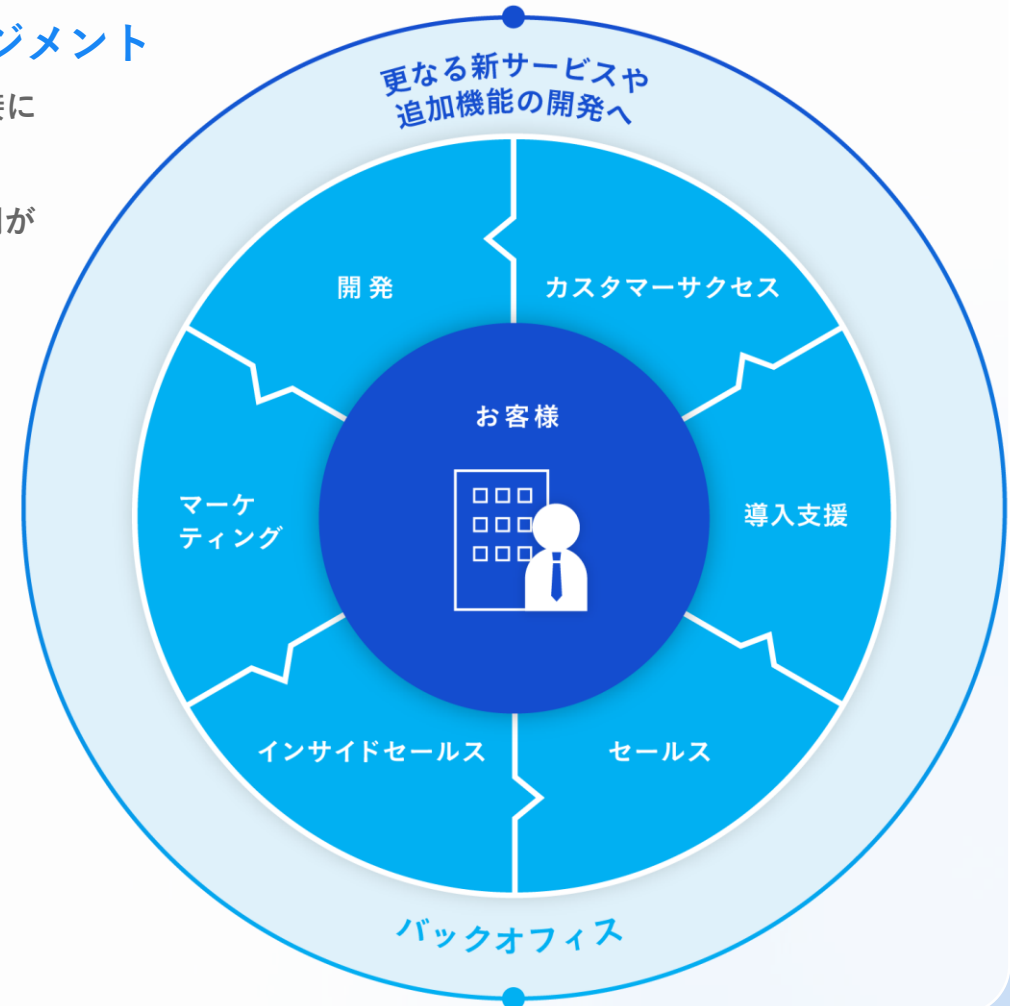 ジメント
に
が
更なる新サービスや
追加機能の開発へ
開発
カスタマーサクセス
お客様
マーケ
ティング
導入支援
インサイドセールス
セールス
バックオフィス